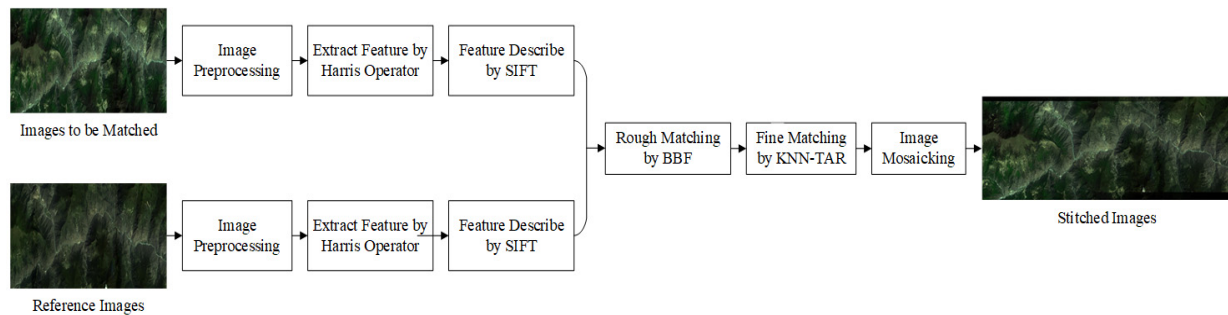 Images to be Matched
Image
Preprocessing
Extract Feature by
Harris Operator
Feature Describe
by SIFT
Reference Images
Image
Preprocessing
Extract Feature by
Harris Operator
Feature Describe
by SIFT
Rough Matching
by BBF
Fine Matching
by KNN-TAR
Image
Mosaicking
Stitched Images